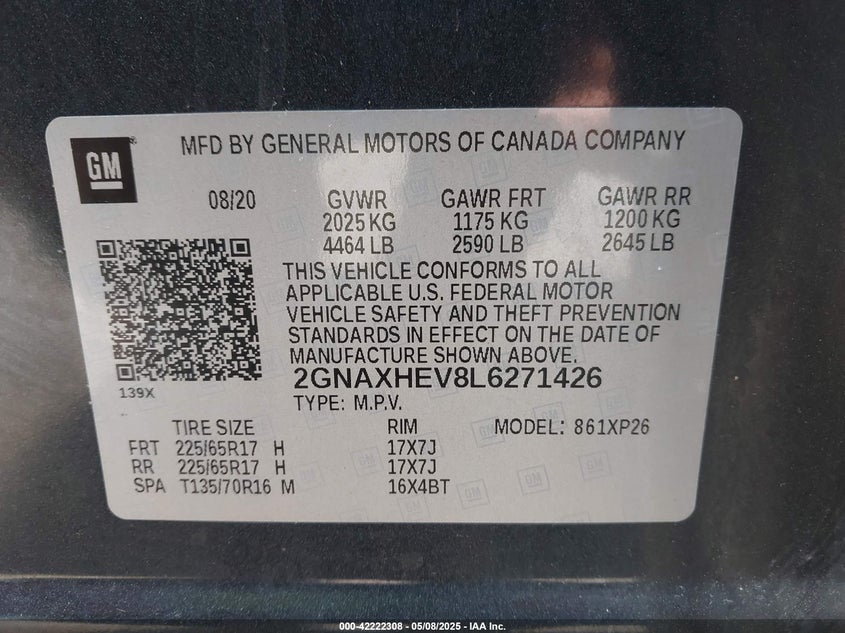 GM
MFD BY GENERAL MOTORS OF CANADA COMPANY
08/20 GVWR GAWR FRT GAWR RR
2025 KG 1175 KG 1200 KG
4464 LB 2590 LB 2645 LB
THIS VEHICLE CONFORMS TO ALL
APPLICABLE U.S. FEDERAL MOTOR
VEHICLE SAFETY AND THEFT PREVENTION
STANDARDS IN EFFECT ON THE DATE OF
MANUFACTURE SHOWN ABOVE.
139X
2GNAXHEV8L6271426
TYPE: M.P.V.
TIRE SIZE RIM MODEL: 861XP26
FRT 225/65R17 H 17X7J
RR 225/65R17 H 17X7J
SPA T135/70R16 M 16X4BT
000-42222308 - 05/08/2025 - IAA Inc.